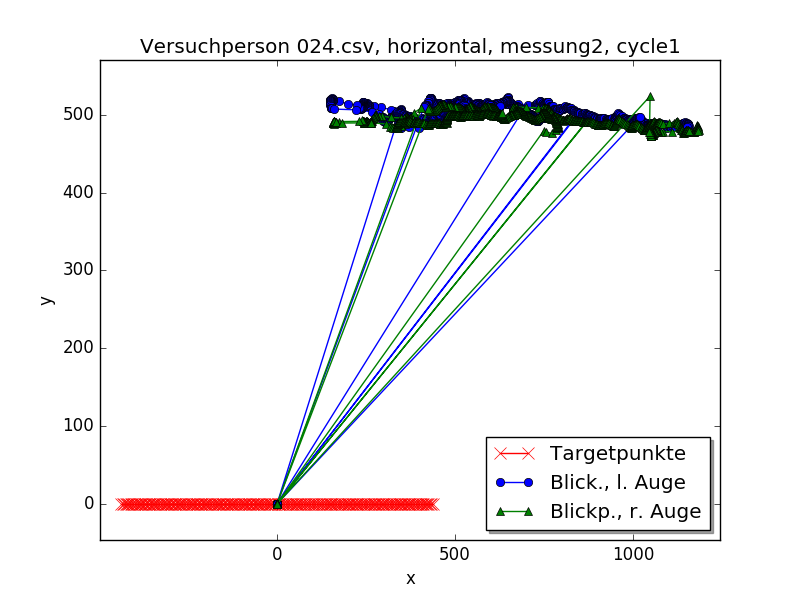 Versuchperson 024.csv, horizontal, messung2, cycle1
500
400
300
200
100
0
y
Targetpunkte
Blick., l. Auge
Blickp., r. Auge
0 500 1000
x